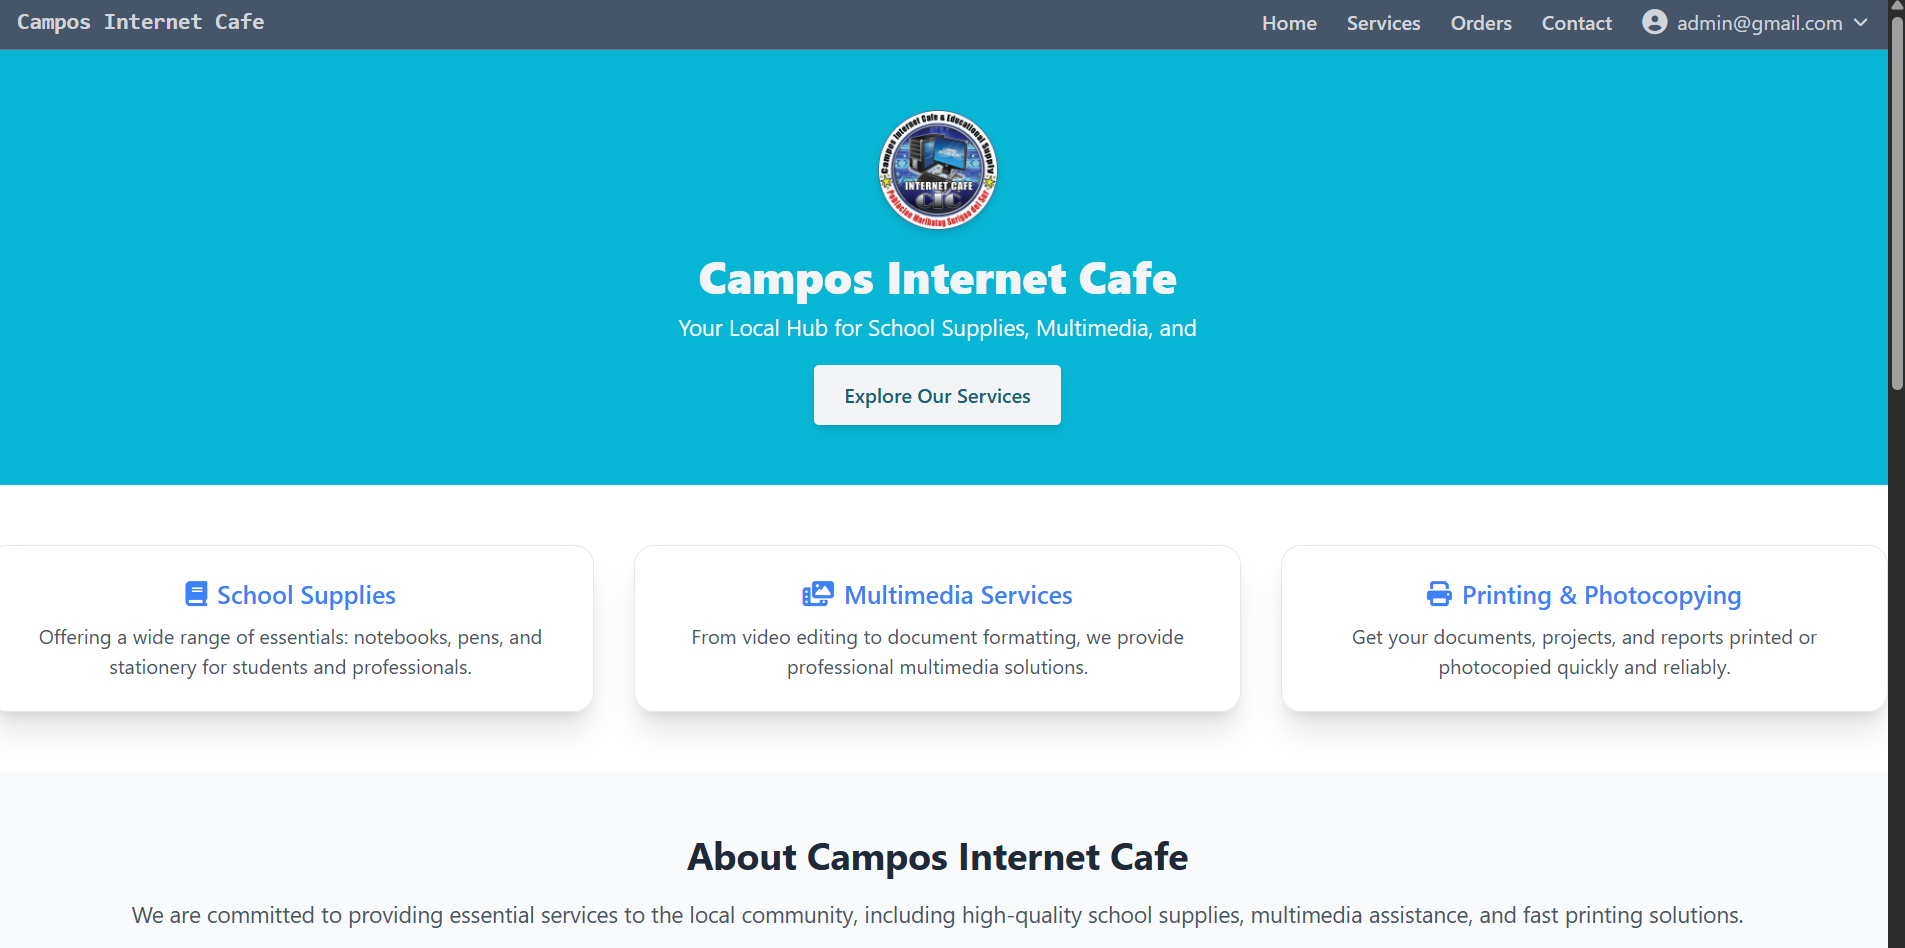 Campos Internet Cafe
Home Services Orders Contact admin@gmail.com
Campos Internet Cafe & Educational Supply
INTERNET CAFE
CIC
Poblacion Marihatag Surigao del Sur
Campos Internet Cafe
Your Local Hub for School Supplies, Multimedia, and
Explore Our Services
School Supplies
Offering a wide range of essentials: notebooks, pens, and
stationery for students and professionals.
Multimedia Services
From video editing to document formatting, we provide
professional multimedia solutions.
Printing & Photocopying
Get your documents, projects, and reports printed or
photocopied quickly and reliably.
About Campos Internet Cafe
We are committed to providing essential services to the local community, including high-quality school supplies, multimedia assistance, and fast printing solutions.